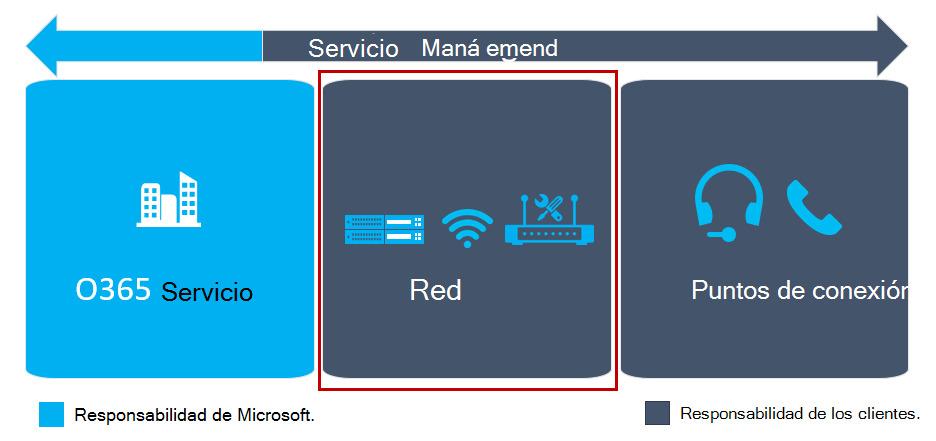 Servicio Maná emend
O365 Servicio
Red
Puntos de conexión
Responsabilidad de Microsoft.
Responsabilidad de los clientes.